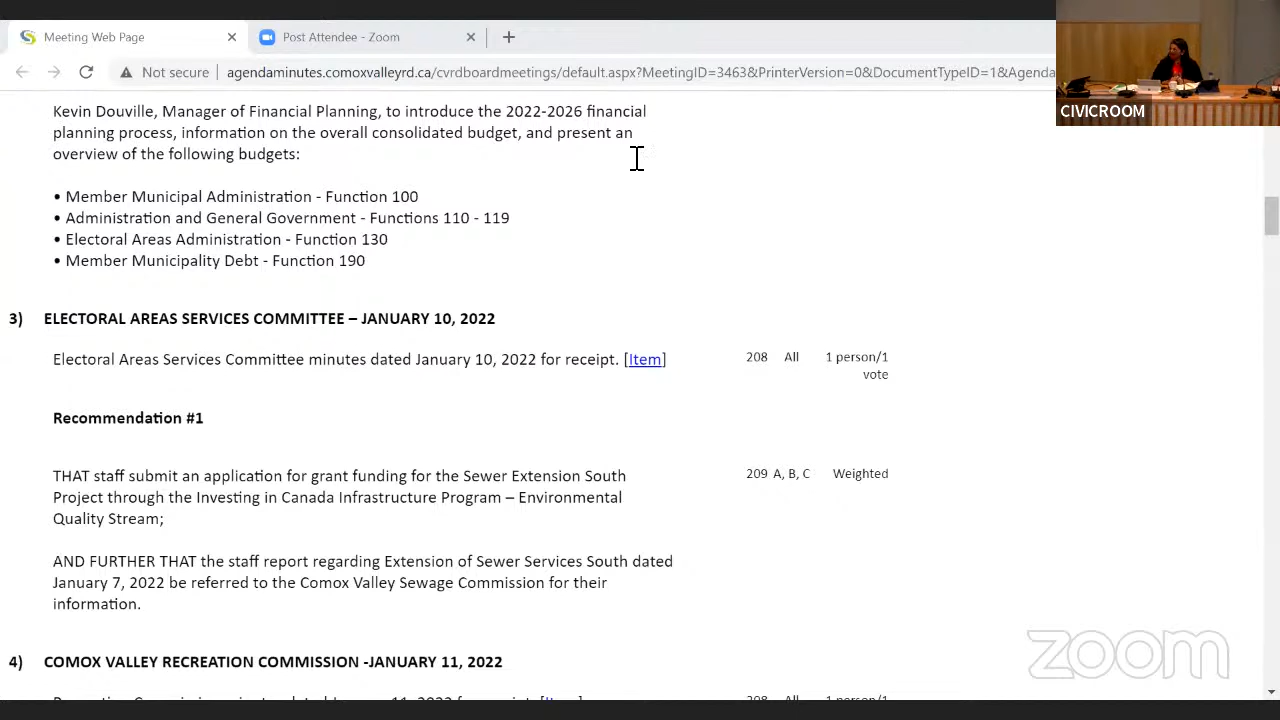 Meeting Web Page
Post Attendee - Zoom
Not secure
agendaminutes.comoxvalleyrd.ca/cvrdboardmeetings/default.aspx?MeetingID=3463&PrinterVersion=0&DocumentTypeID=1&Agenda
CIVICROOM
Kevin Douville, Manager of Financial Planning, to introduce the 2022-2026 financial
planning process, information on the overall consolidated budget, and present an
overview of the following budgets:
• Member Municipal Administration - Function 100
• Administration and General Government - Functions 110 - 119
• Electoral Areas Administration - Function 130
• Member Municipality Debt - Function 190
3) ELECTORAL AREAS SERVICES COMMITTEE – JANUARY 10, 2022
Electoral Areas Services Committee minutes dated January 10, 2022 for receipt. [Item]
208 All 1 person/1
vote
Recommendation #1
THAT staff submit an application for grant funding for the Sewer Extension South
Project through the Investing in Canada Infrastructure Program – Environmental
Quality Stream;
209 A, B, C Weighted
AND FURTHER THAT the staff report regarding Extension of Sewer Services South dated
January 7, 2022 be referred to the Comox Valley Sewage Commission for their
information.
4) COMOX VALLEY RECREATION COMMISSION -JANUARY 11, 2022
zoom